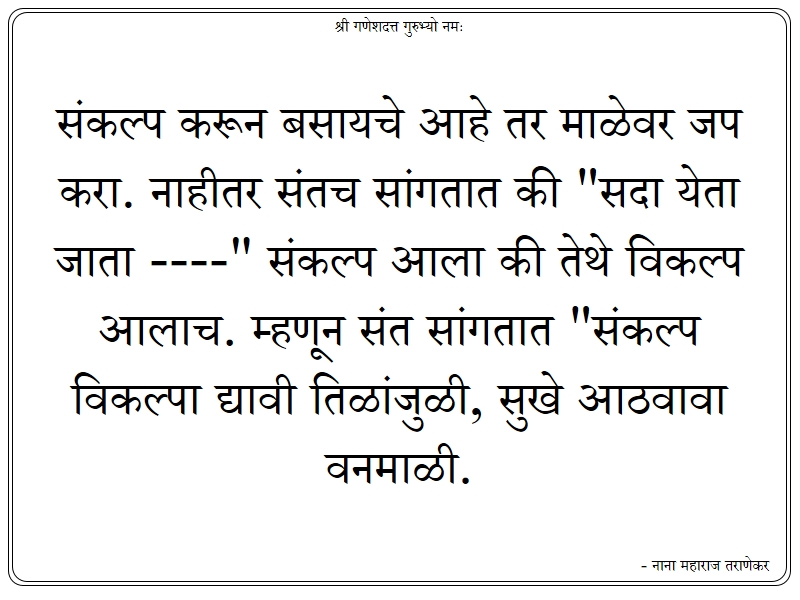 श्री गणेशदत्त गुरुभ्यो नमः
संकल्प करून बसायचे आहे तर माळेवर जप
करा. नाहीतर संतच सांगतात की "सदा येता
जाता ----" संकल्प आला की तेथे विकल्प
आलाच. म्हणून संत सांगतात "संकल्प
विकल्पा द्यावी तिळांजुळी, सुखे आठवावा
वनमाळी.
- नाना महाराज तराणेकर